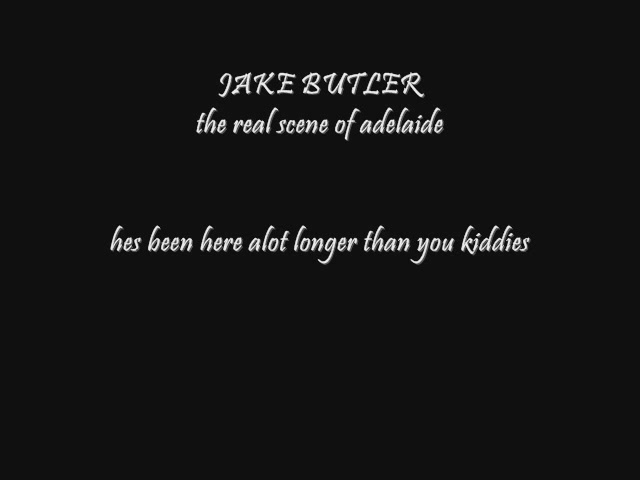 JAKE BUTLER
the real scene of adelaide
hes been here alot longer than you kiddies